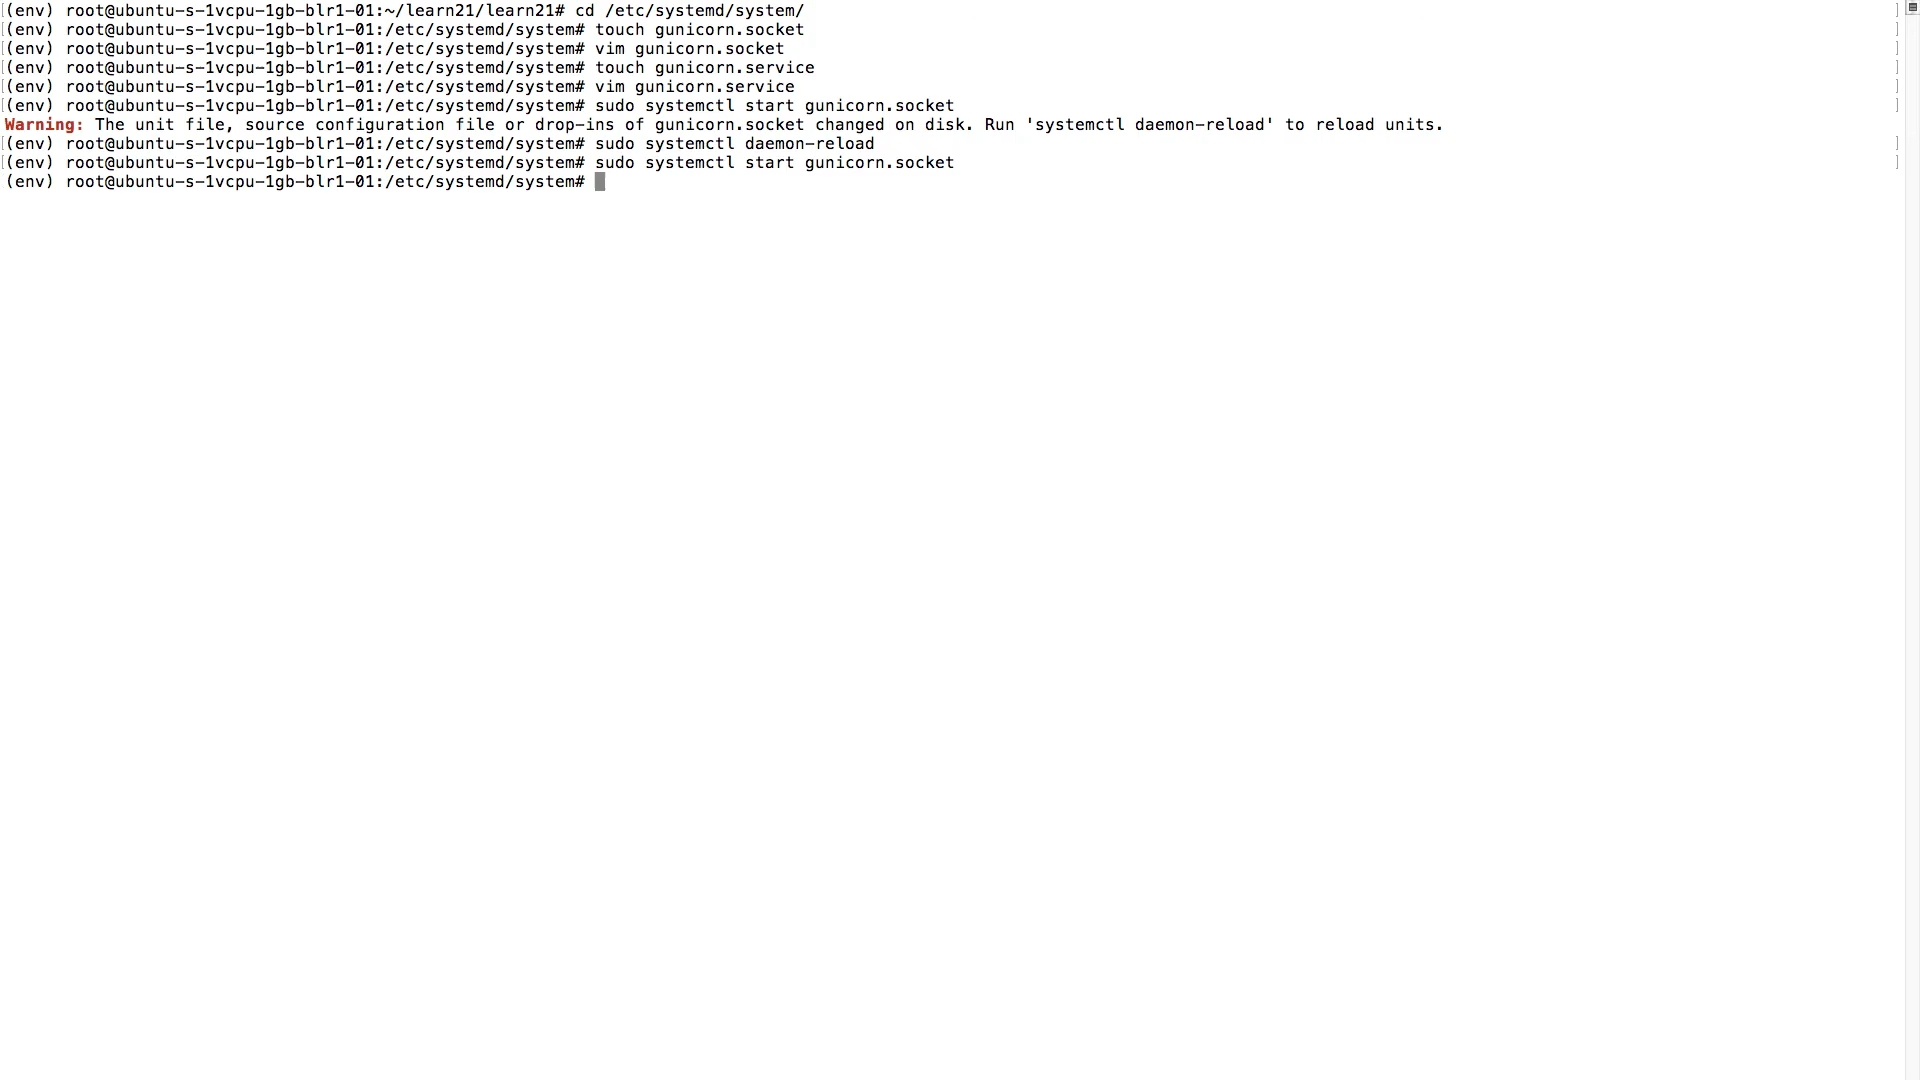 (env) root@ubuntu-s-1vcpu-1gb-blr1-01:~/learn21/learn21# cd /etc/systemd/system/
(env) root@ubuntu-s-1vcpu-1gb-blr1-01:/etc/systemd/system# touch gunicorn.socket
(env) root@ubuntu-s-1vcpu-1gb-blr1-01:/etc/systemd/system# vim gunicorn.socket
(env) root@ubuntu-s-1vcpu-1gb-blr1-01:/etc/systemd/system# touch gunicorn.service
(env) root@ubuntu-s-1vcpu-1gb-blr1-01:/etc/systemd/system# vim gunicorn.service
(env) root@ubuntu-s-1vcpu-1gb-blr1-01:/etc/systemd/system# sudo systemctl start gunicorn.socket
Warning: The unit file, source configuration file or drop-ins of gunicorn.socket changed on disk. Run 'systemctl daemon-reload' to reload units.
(env) root@ubuntu-s-1vcpu-1gb-blr1-01:/etc/systemd/system# sudo systemctl daemon-reload
(env) root@ubuntu-s-1vcpu-1gb-blr1-01:/etc/systemd/system# sudo systemctl start gunicorn.socket
(env) root@ubuntu-s-1vcpu-1gb-blr1-01:/etc/systemd/system#